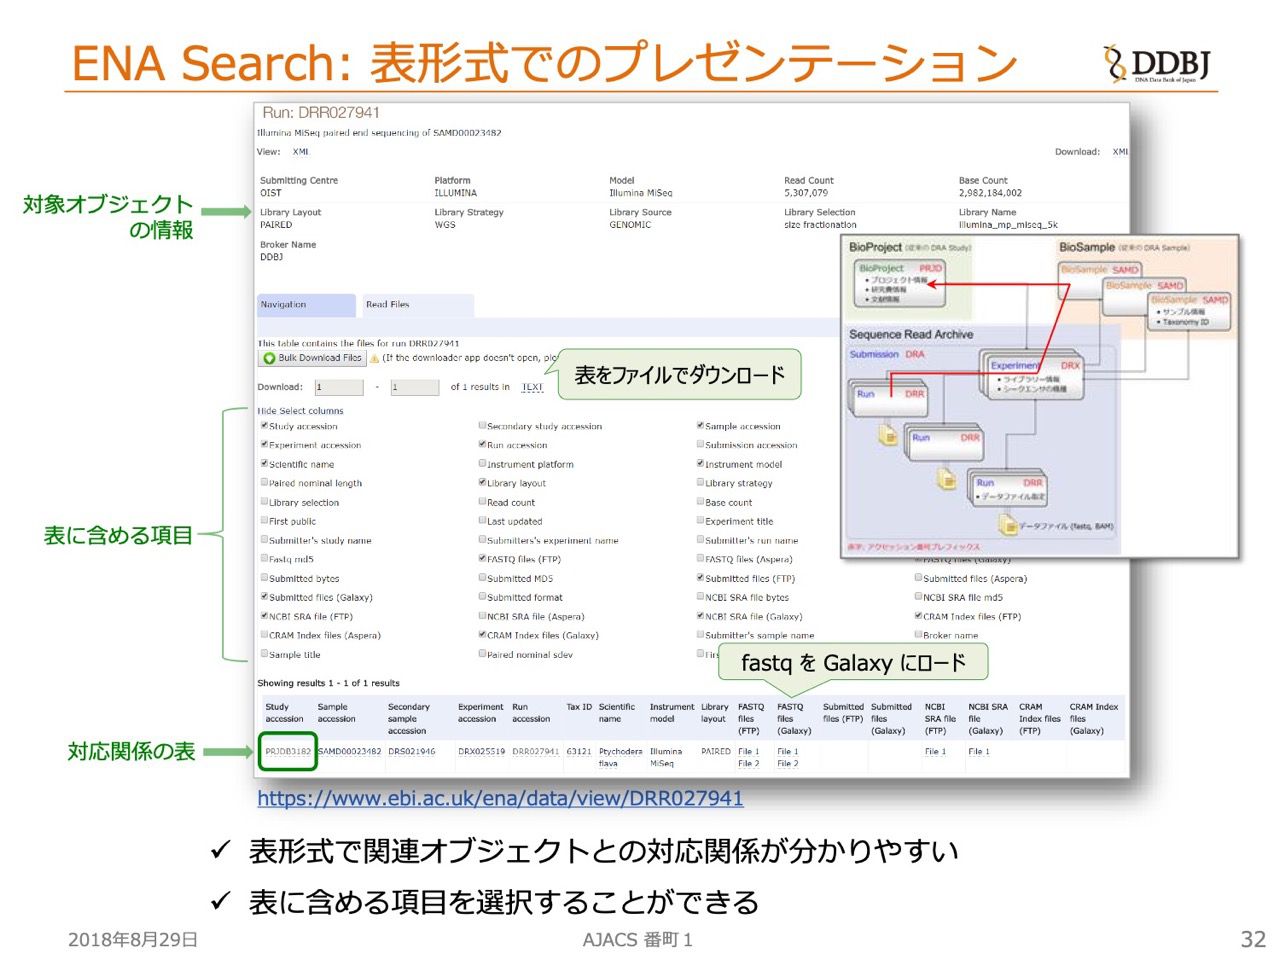 ENA Search: 表形式でのプレゼンテーション
DDBJ
DNA Data Bank of Japan
Run: DRR027941
Illumina MiSeq paired end sequencing of SAMD00023482
View: XML
Download: XML
Submitting Centre Platform Model Read Count Base Count
OIST ILLUMINA Illumina MiSeq 5,307,079 2,982,184,002
対象オブジェクト
の情報
Library Layout Library Strategy Library Source Library Selection Library Name
PAIRED WGS GENOMIC size fractionation illumina_mp_miseq_5k
Broker Name
DDBJ
Navigation Read Files
This table contains the files for run DRR027941
Bulk Download Files (If the downloader app doesn't open,
Download: 1 - 1 of 1 results in TEXT
表をファイルでダウンロード
BioProject (従来の DRA Study)
BioSample (従来の DRA Sample)
BioProject PRJD
• プロジェクト情報
• 研究費情報
• 文献情報
BioSample SAMD
BioSample SAMD
BioSample SAMD
• サンプル情報
• Taxonomy ID
Sequence Read Archive
Submission DRA
Experiment DRX
• ライブラリー情報
• シークエンサの機種
Run DRR
Run DRR
Run DRR
• データファイル指定
データファイル (fastq, BAM)
赤字: アクセッション番号プレフィックス
表に含める項目
Hide Select columns
Study accession Secondary study accession Sample accession
Experiment accession Run accession Submission accession
Scientific name Instrument platform Instrument model
Paired nominal length Library layout Library strategy
Library selection Read count Base count
First public Last updated Experiment title
Submitter's study name Submitter's experiment name Submitter's run name
Fastq md5 FASTQ files (FTP) FASTQ files (Aspera) FASTQ files (Galaxy)
Submitted bytes Submitted MD5 Submitted files (FTP) Submitted files (Aspera)
Submitted files (Galaxy) Submitted format NCBI SRA file bytes NCBI SRA file md5
NCBI SRA file (FTP) NCBI SRA file (Aspera) NCBI SRA file (Galaxy) CRAM Index files (FTP)
CRAM Index files (Aspera) CRAM Index files (Galaxy) Submitter's sample name Broker name
Sample title Paired nominal sdev
fastq を Galaxy にロード
Showing results 1 - 1 of 1 results
Study accession Sample accession Secondary sample accession Experiment accession Run accession Tax ID Scientific name Instrument model Library layout FASTQ files (FTP) FASTQ files (Galaxy) Submitted files (FTP) Submitted files (Galaxy) NCBI SRA file (FTP) NCBI SRA file (Galaxy) CRAM Index files (FTP) CRAM Index files (Galaxy)
対応関係の表
PRJDB3182 SAMD00023482 DRS021946 DRX025519 DRR027941 63121 Ptychodera flava Illumina MiSeq PAIRED File 1 File 2 File 1 File 2 File 1 File 1
https://www.ebi.ac.uk/ena/data/view/DRR027941
✓ 表形式で関連オブジェクトとの対応関係が分かりやすい
✓ 表に含める項目を選択することができる
2018年8月29日
AJACS 番町１
32